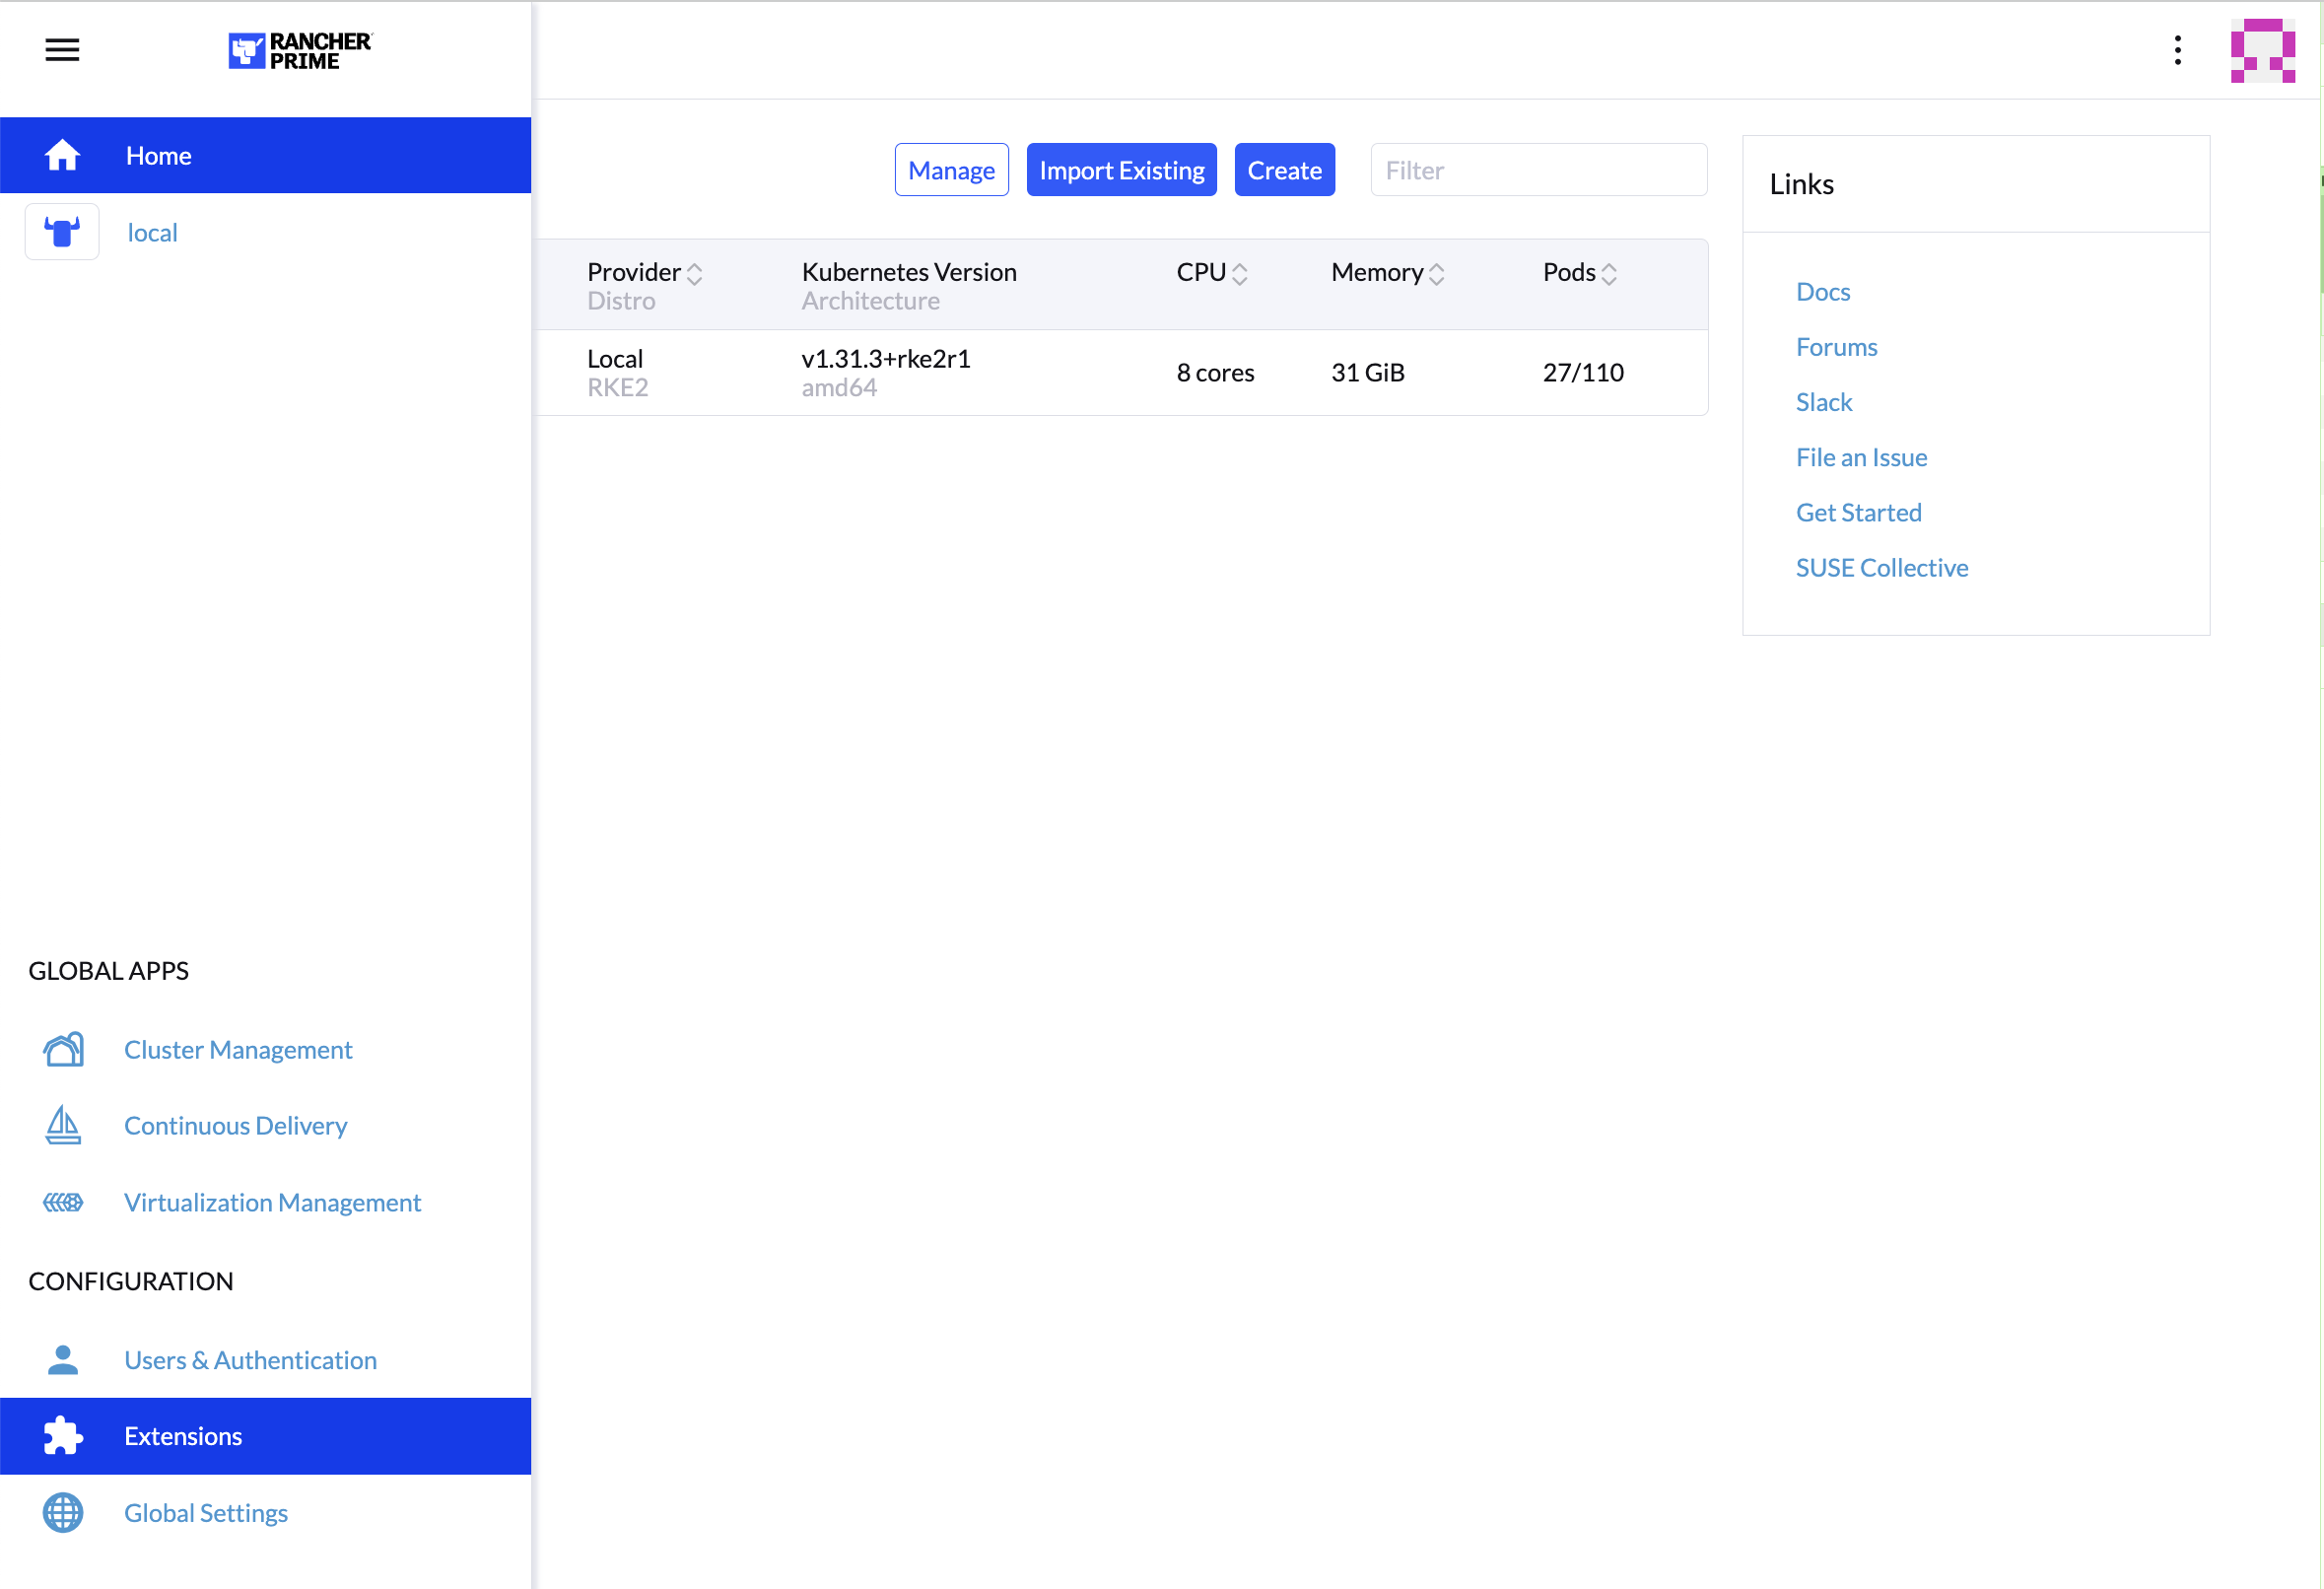 RANCHER
PRIME
Home
local
GLOBAL APPS
Cluster Management
Continuous Delivery
Virtualization Management
CONFIGURATION
Users & Authentication
Extensions
Global Settings
Manage
Import Existing
Create
Filter
Provider
Distro
Kubernetes Version
Architecture
CPU
Memory
Pods
Local
RKE2
v1.31.3+rke2r1
amd64
8 cores
31 GiB
27/110
Links
Docs
Forums
Slack
File an Issue
Get Started
SUSE Collective